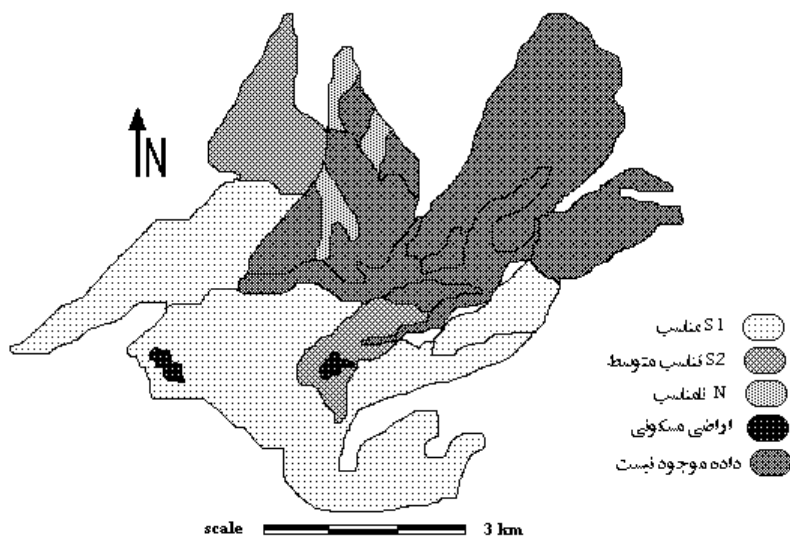 N
S1 مناسب
S2 تناسب متوسط
N نامناسب
اراضی مسکونی
داده موجود نیست
scale 3 km